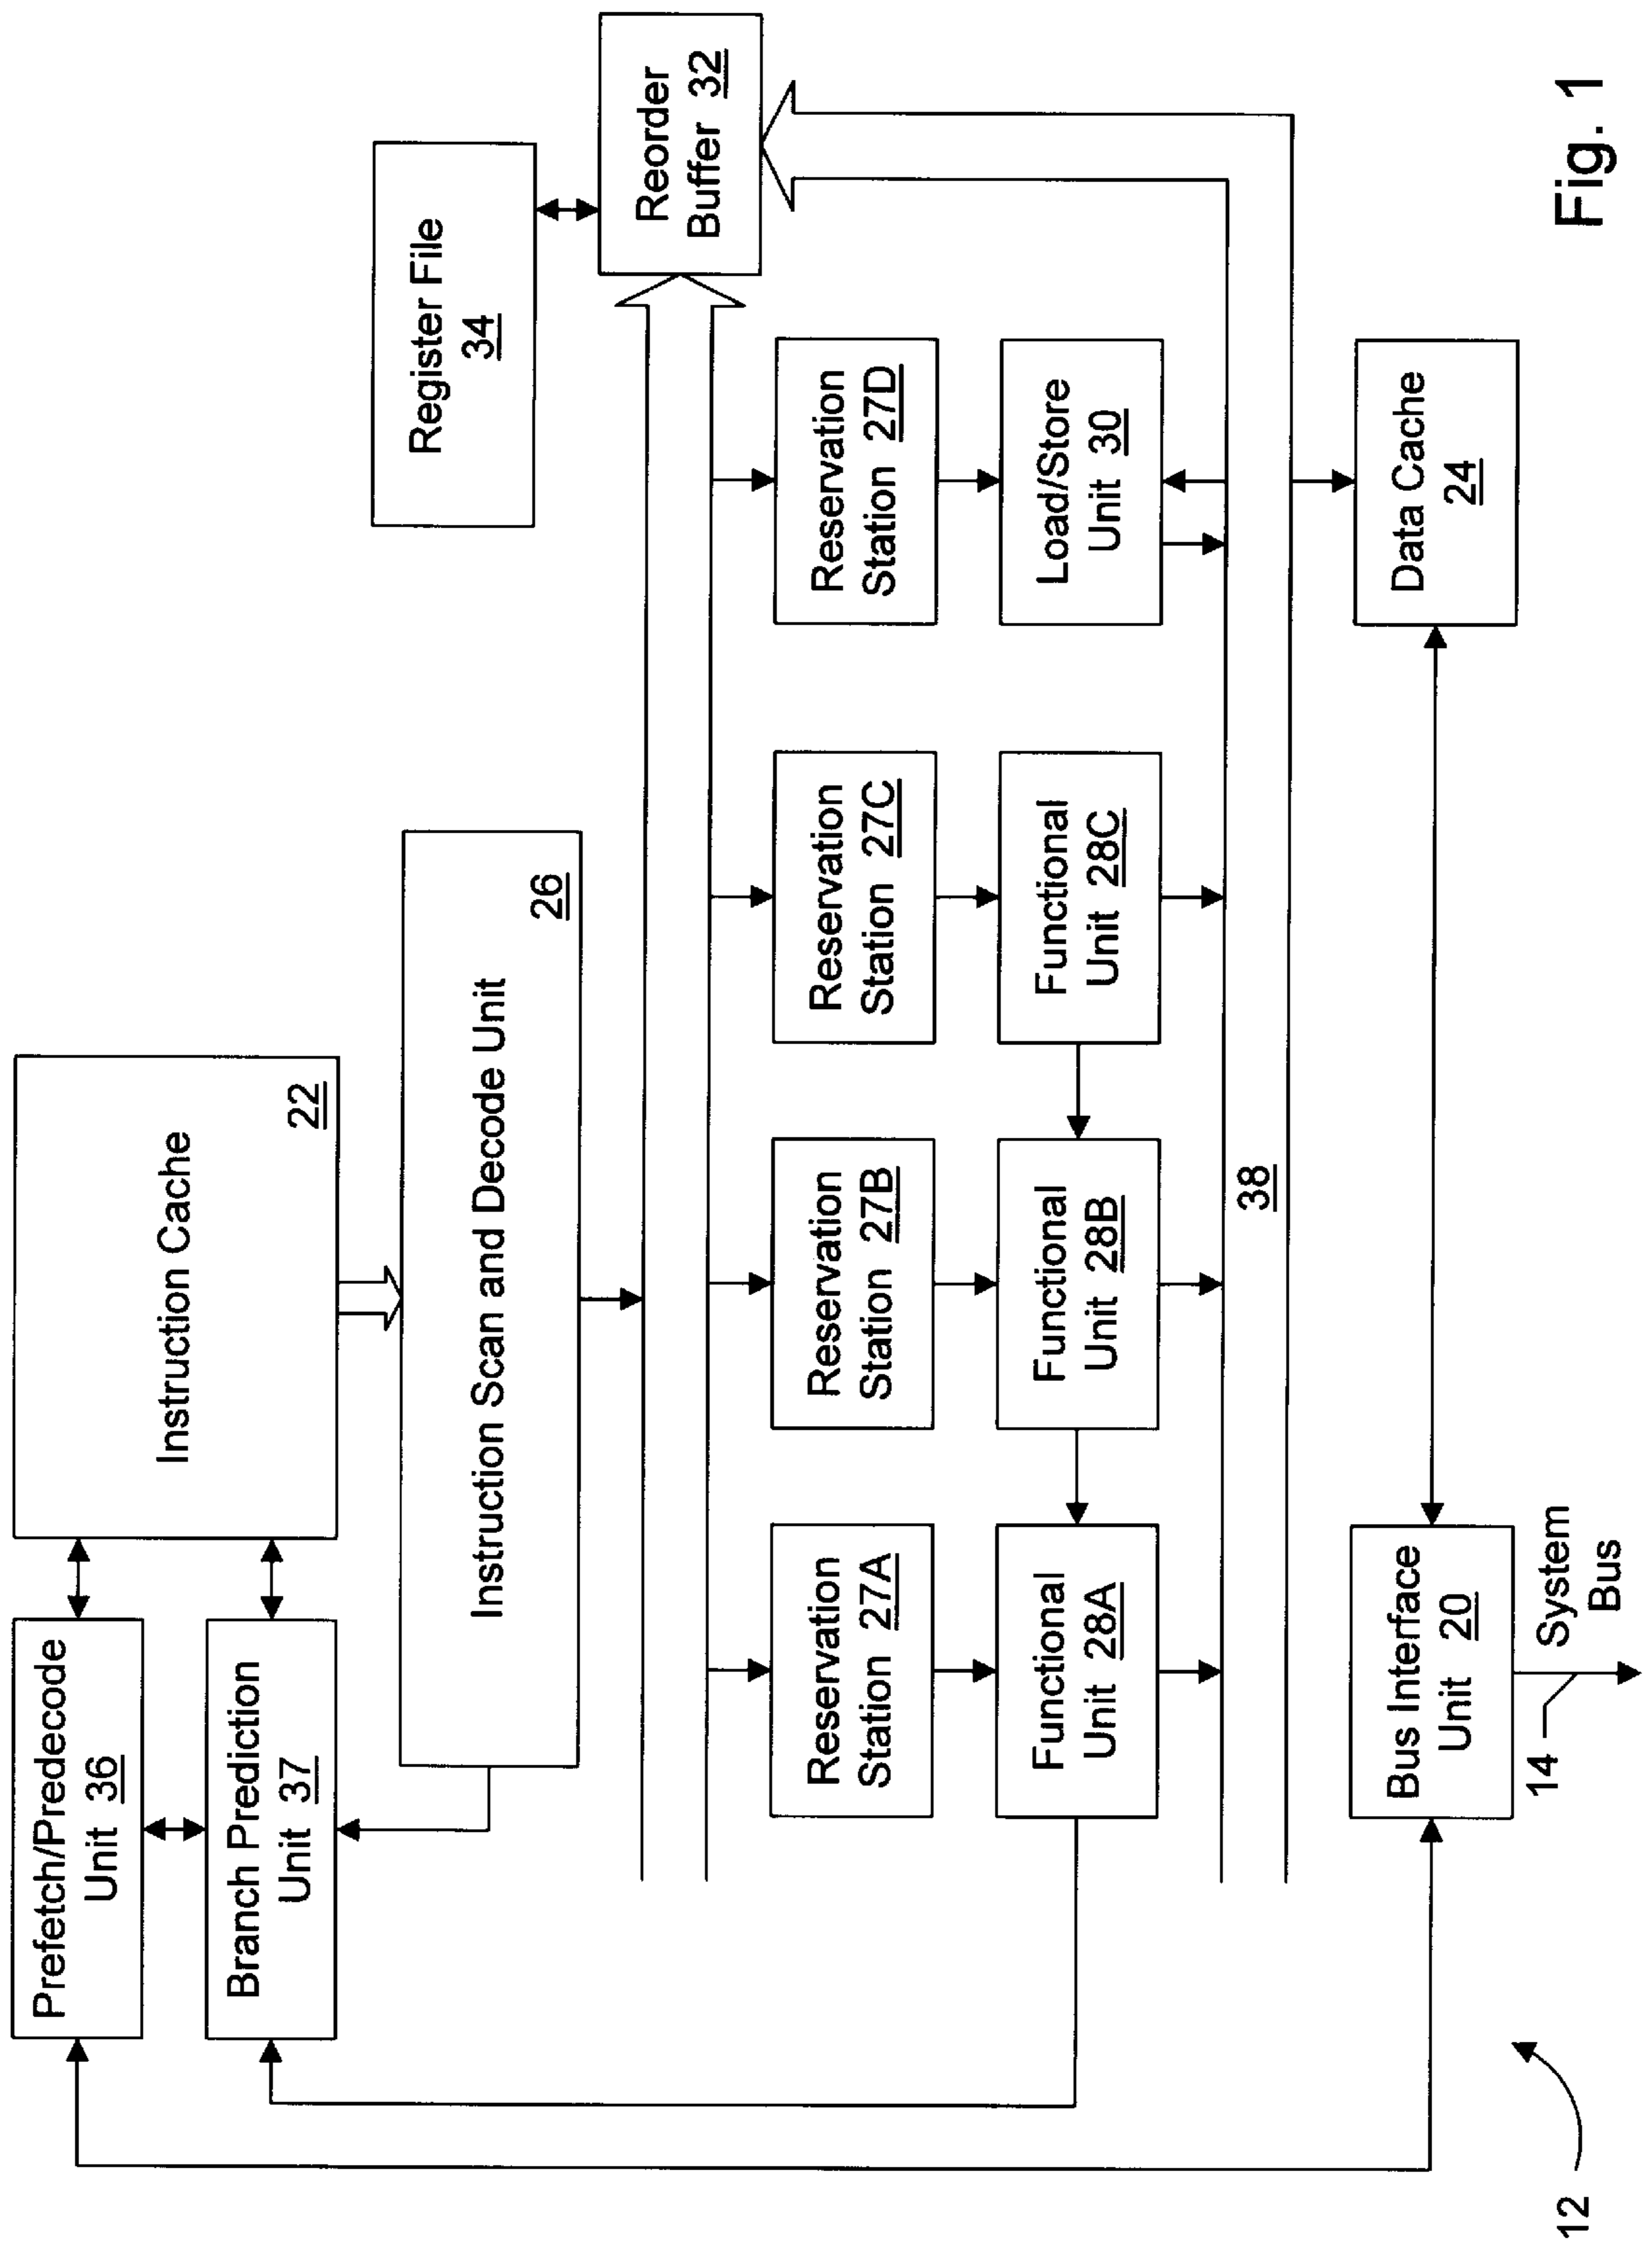 Prefetch/Predecode
Unit 36
Branch Prediction
Unit 37
Instruction Cache
22
Instruction Scan and Decode Unit
26
Register File
34
Reorder
Buffer 32
Reservation
Station 27A
Reservation
Station 27B
Reservation
Station 27C
Reservation
Station 27D
Functional
Unit 28A
Functional
Unit 28B
Functional
Unit 28C
Load/Store
Unit 30
38
Bus Interface
Unit 20
Data Cache
24
14
System
Bus
12
Fig. 1